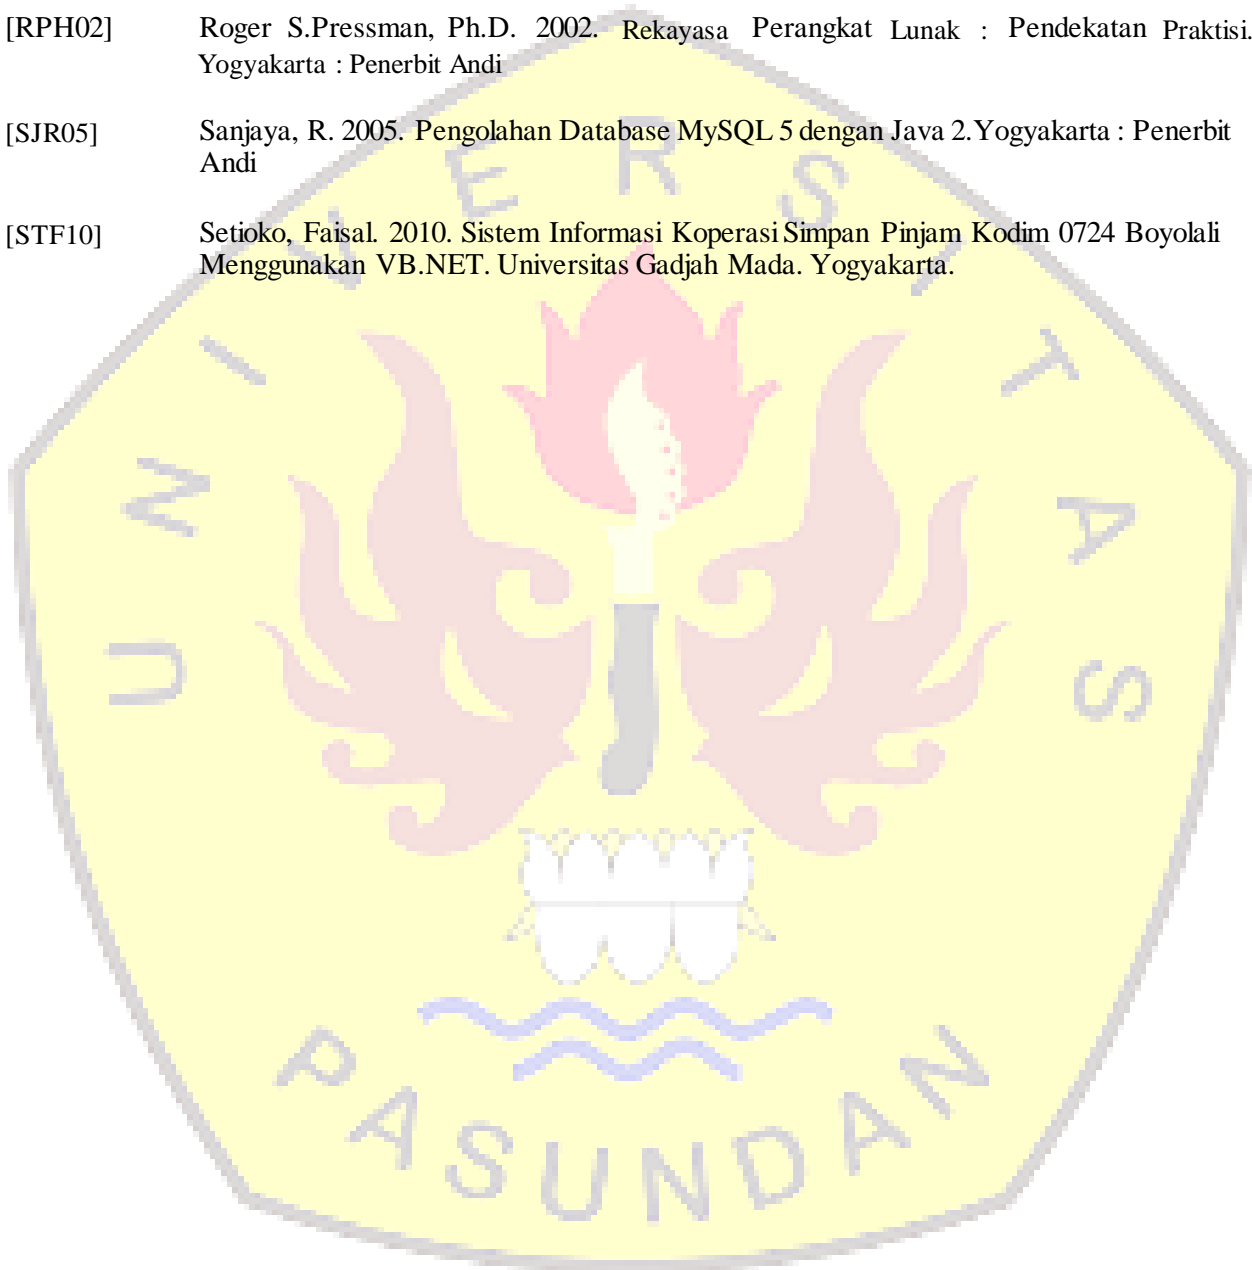 [RPH02] Roger S.Pressman, Ph.D. 2002. Rekayasa Perangkat Lunak : Pendekatan Praktisi.
Yogyakarta : Penerbit Andi
[SJR05] Sanjaya, R. 2005. Pengolahan Database MySQL 5 dengan Java 2.Yogyakarta : Penerbit
Andi
[STF10] Setioko, Faisal. 2010. Sistem Informasi Koperasi Simpan Pinjam Kodim 0724 Boyolali
Menggunakan VB.NET. Universitas Gadjah Mada. Yogyakarta.
UNIVERSITAS
PASUNDAN